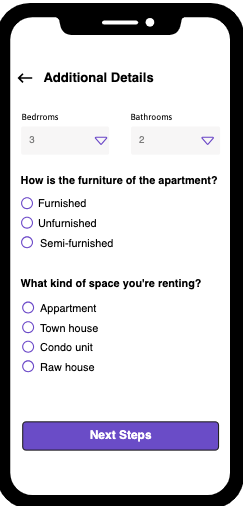 Additional Details
Bedrroms Bathrooms
3 2
How is the furniture of the apartment?
Furnished
Unfurnished
Semi-furnished
What kind of space you're renting?
Appartment
Town house
Condo unit
Raw house
Next Steps